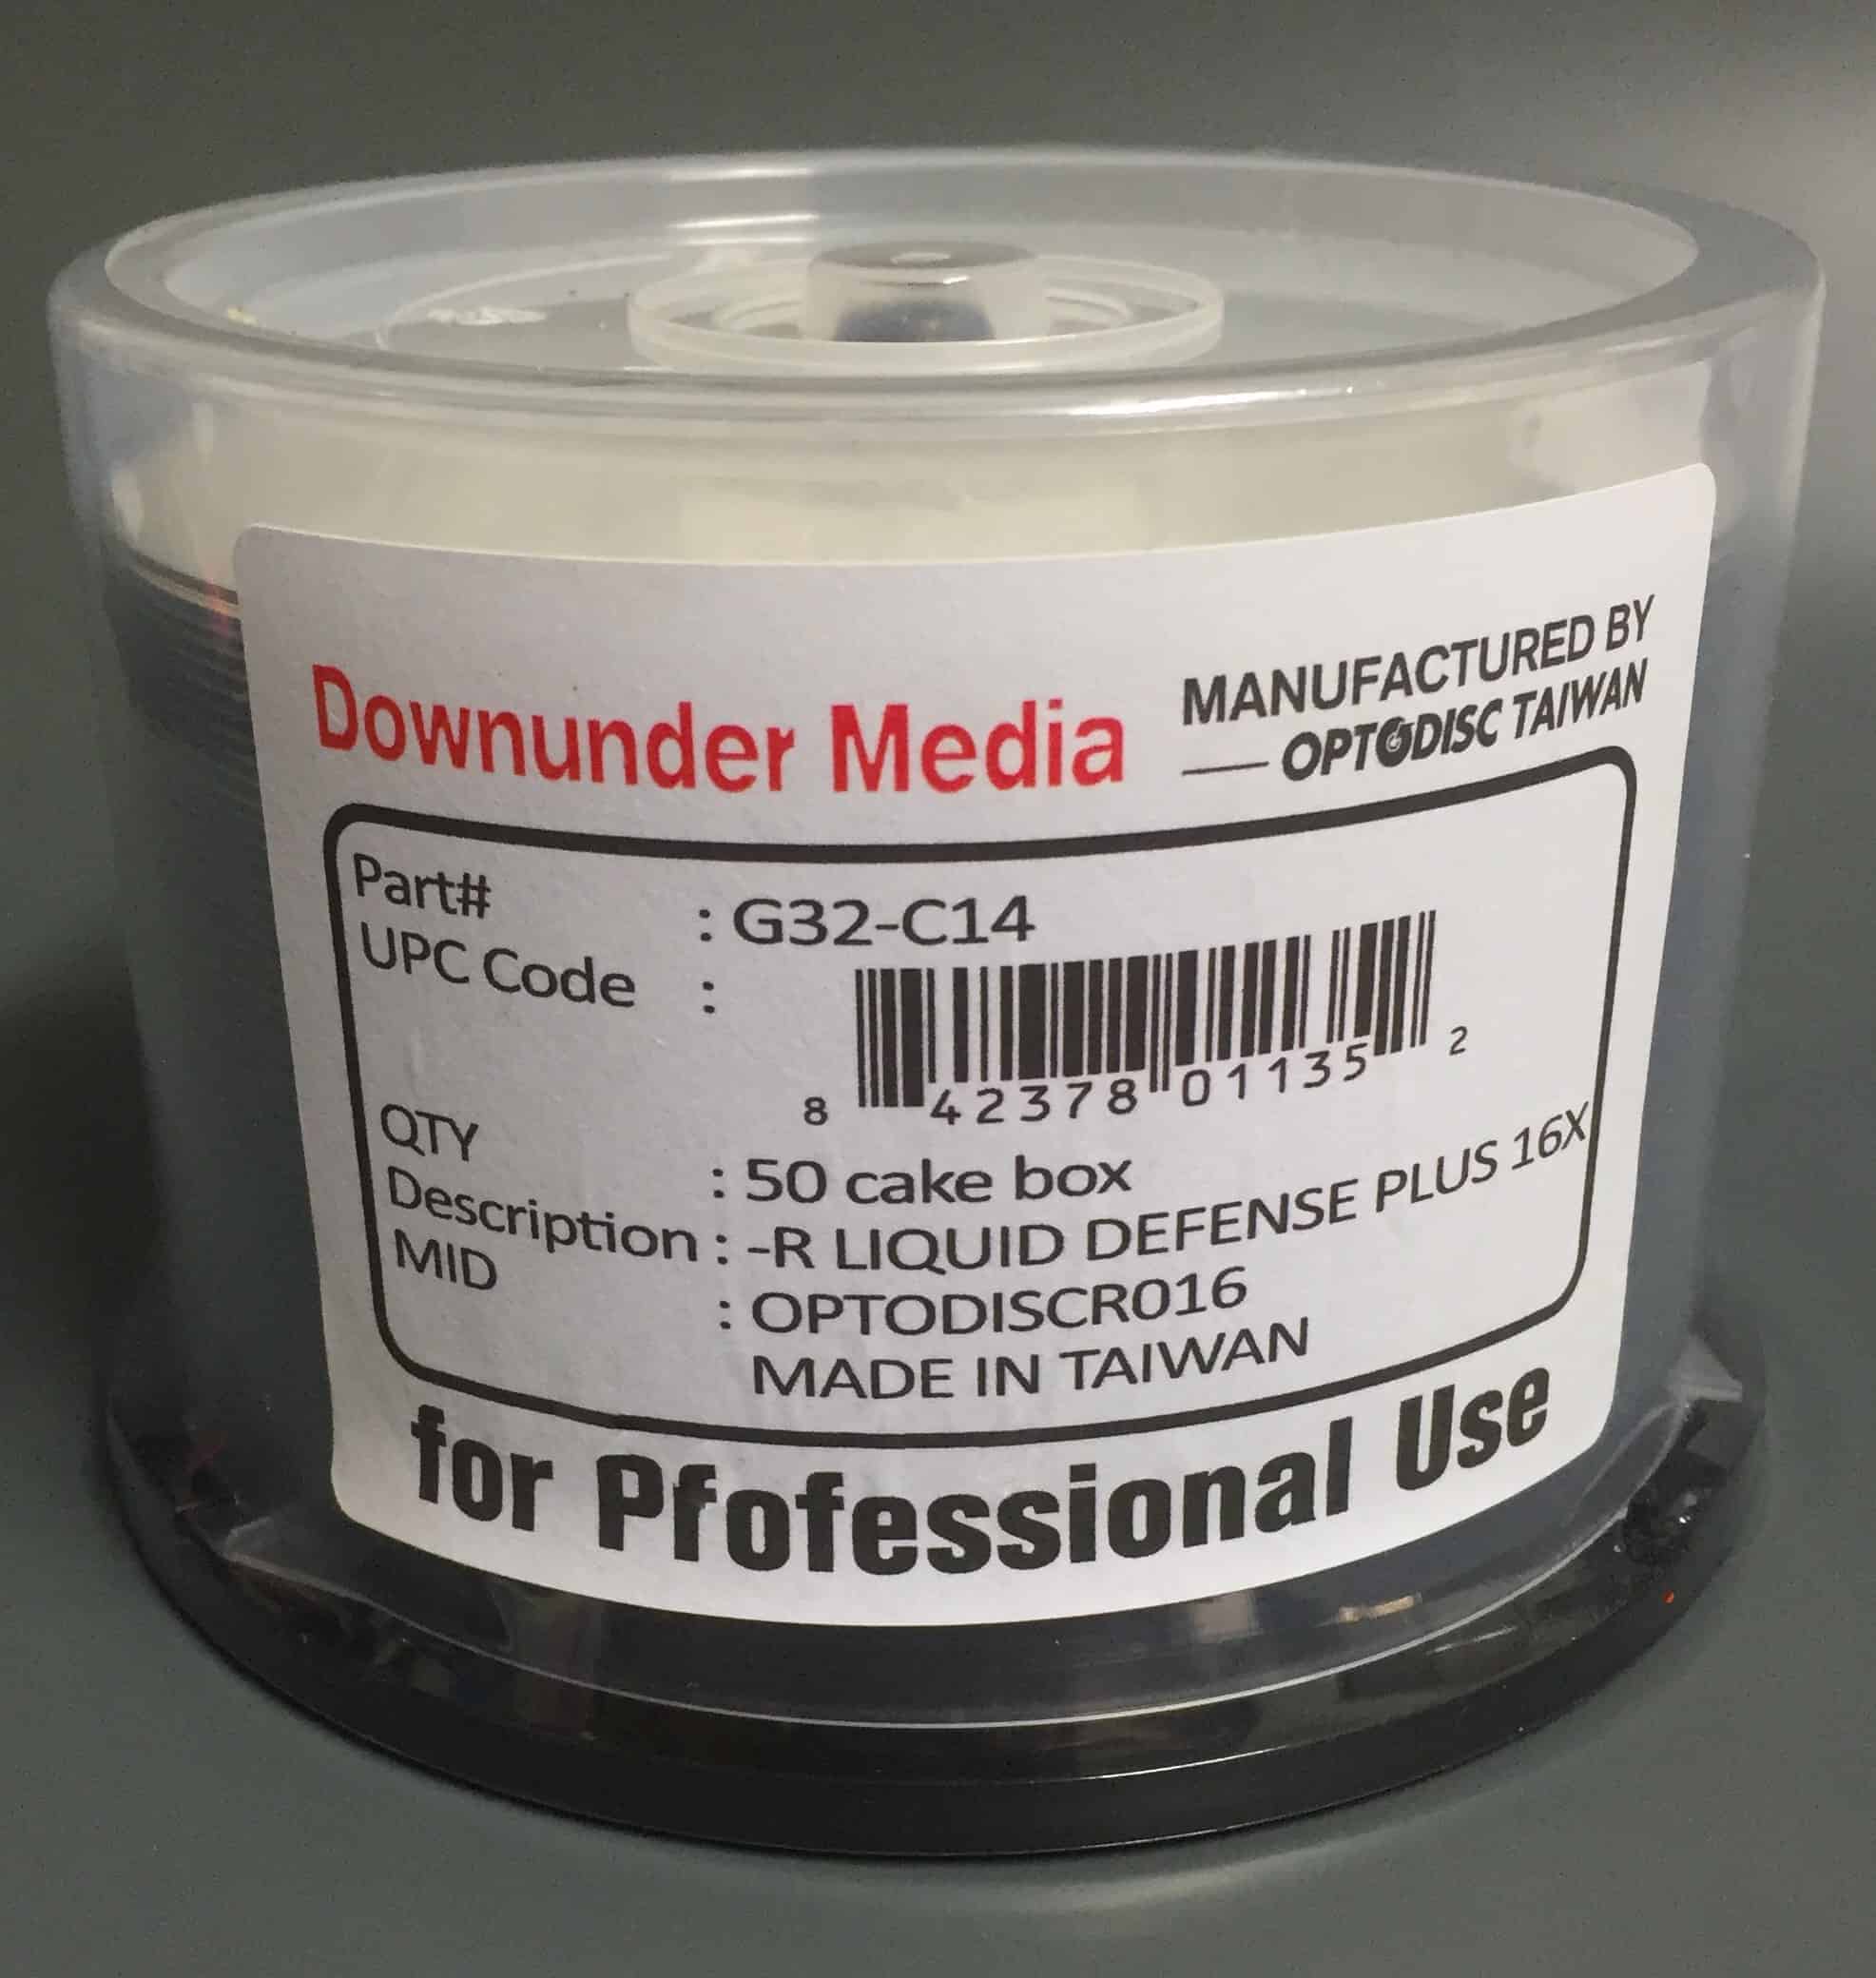 Downunder Media
MANUFACTURED BY
OPTODISC TAIWAN
Part# : G32-C14
UPC Code :
8 42378 01135 2
QTY : 50 cake box
Description : -R LIQUID DEFENSE PLUS 16X
MID : OPTODISCR016
MADE IN TAIWAN
for Pfofessional Use